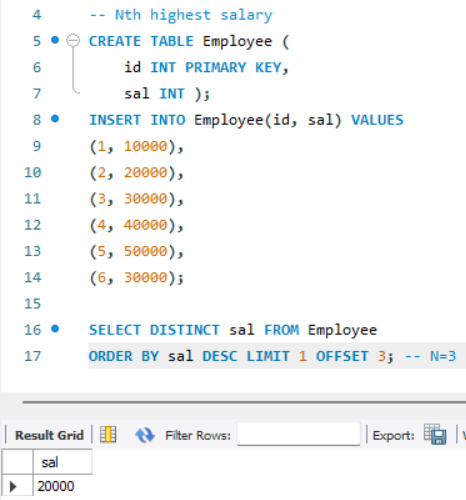 4 -- Nth highest salary
5 CREATE TABLE Employee (
6 id INT PRIMARY KEY,
7 sal INT );
8 INSERT INTO Employee(id, sal) VALUES
9 (1, 10000),
10 (2, 20000),
11 (3, 30000),
12 (4, 40000),
13 (5, 50000),
14 (6, 30000);
15
16 SELECT DISTINCT sal FROM Employee
17 ORDER BY sal DESC LIMIT 1 OFFSET 3; -- N=3
Result Grid Filter Rows: Export:
sal
20000